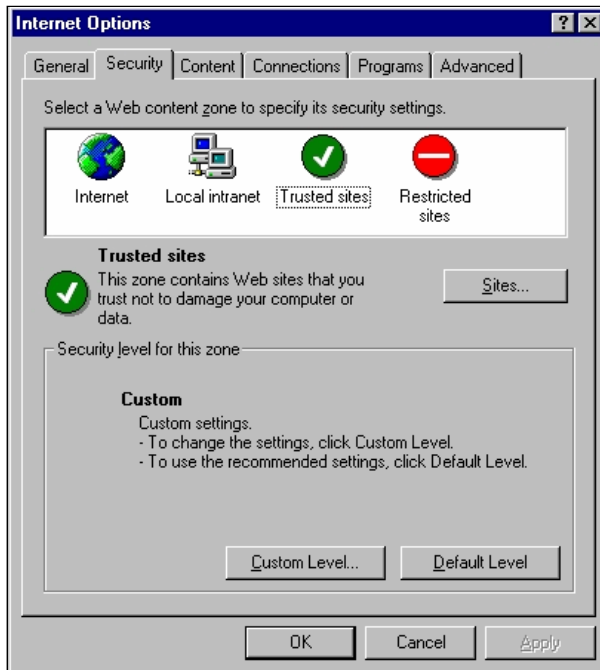 Internet Options
General Security Content Connections Programs Advanced
Select a Web content zone to specify its security settings.
Internet Local intranet Trusted sites Restricted
sites
Trusted sites
This zone contains Web sites that you
trust not to damage your computer or
data.
Sites...
Security level for this zone
Custom
Custom settings.
- To change the settings, click Custom Level.
- To use the recommended settings, click Default Level.
Custom Level... Default Level
OK Cancel Apply